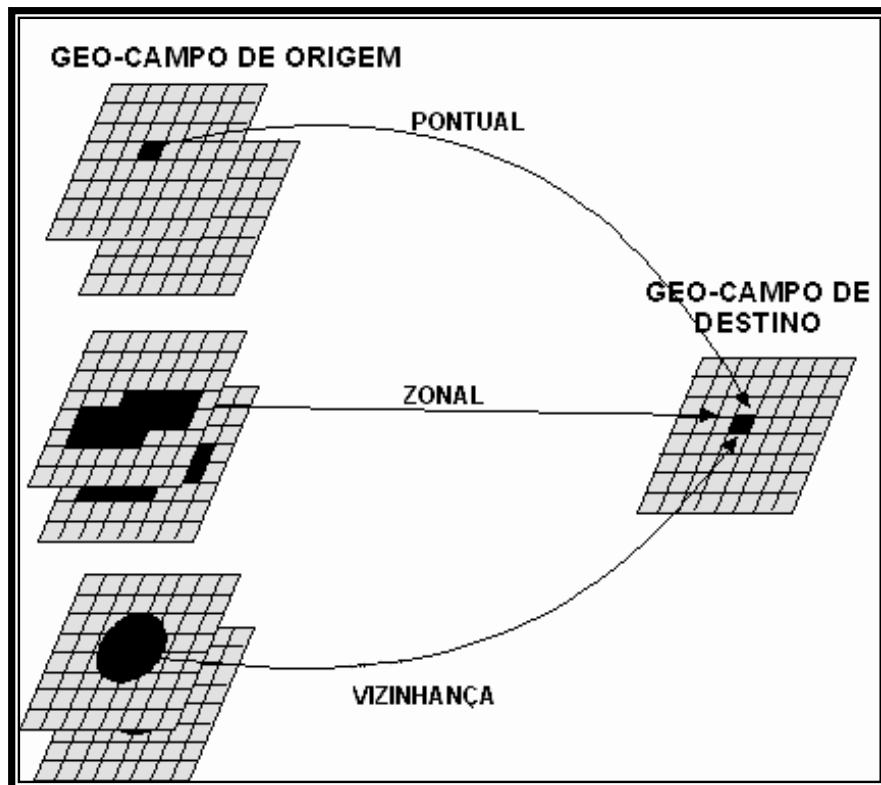 GEO-CAMPO DE ORIGEM
PONTUAL
GEO-CAMPO DE
DESTINO
ZONAL
VIZINHANÇA